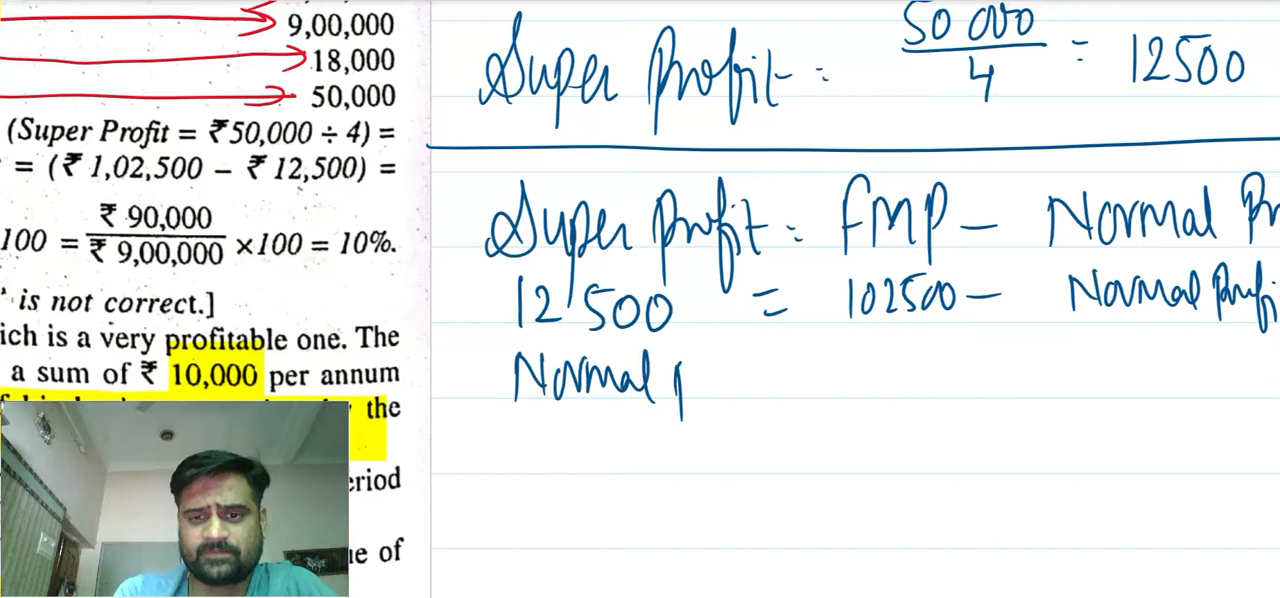 9,00,000
18,000
50,000
(Super Profit = ₹ 50,000 ÷ 4) =
= (₹ 1,02,500 – ₹ 12,500) =
100 = ₹ 90,000 / ₹ 9,00,000 ×100 = 10%.
is not correct.]
ich is a very profitable one. The
a sum of ₹ 10,000 per annum
the
eriod
e of
Super Profit = 50 000 / 4 = 12500
Super Profit = FMP – Normal Pr
12500 = 102500 – Normal Profi
Normal P